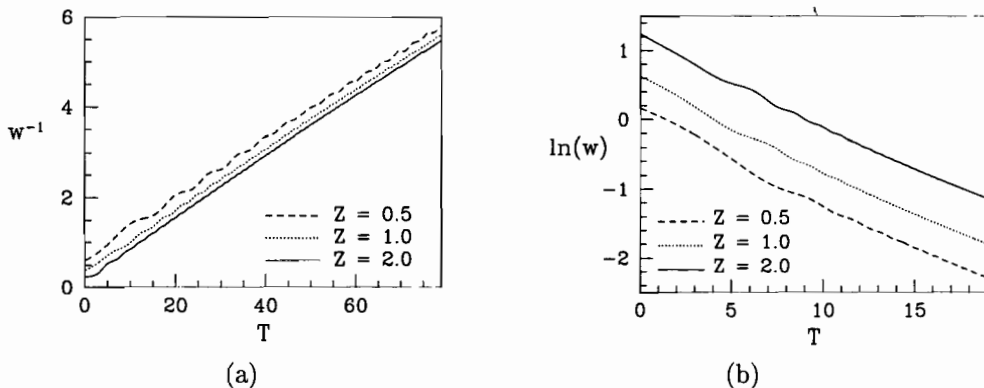 6
4
w⁻¹
2
0
0 20 40 60
T
Z = 0.5
Z = 1.0
Z = 2.0
(a)
1
0
ln(w)
-1
-2
0 5 10 15
T
Z = 0.5
Z = 1.0
Z = 2.0
(b)